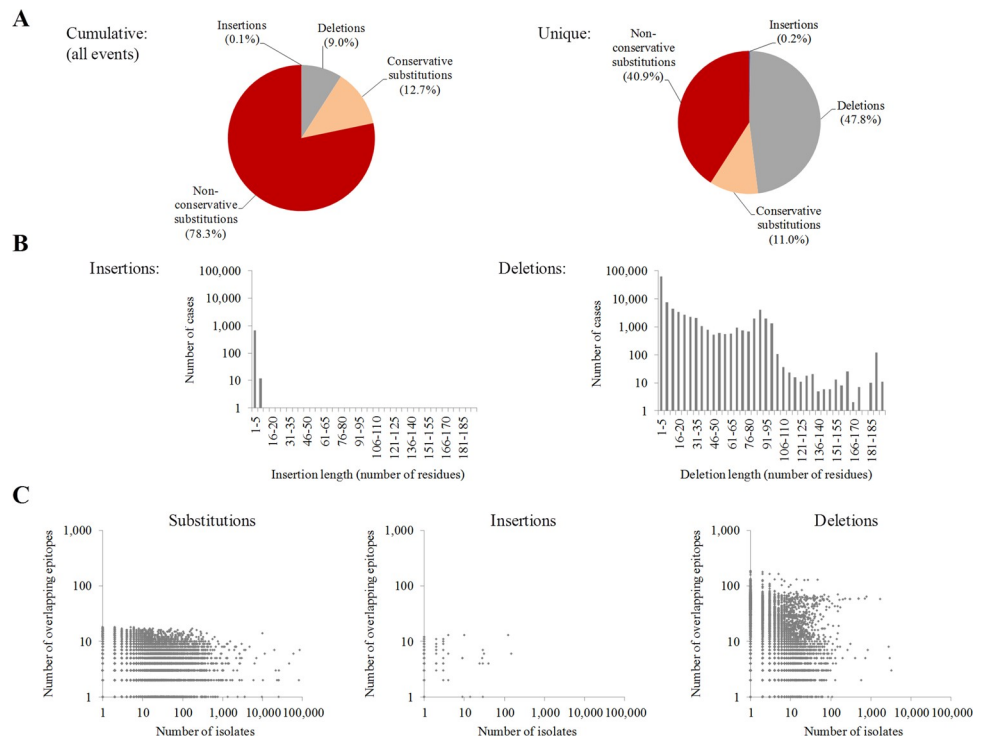 A
Cumulative:
(all events)
Insertions
(0.1%)
Deletions
(9.0%)
Conservative
substitutions
(12.7%)
Non-
conservative
substitutions
(78.3%)
Unique:
Insertions
(0.2%)
Non-
conservative
substitutions
(40.9%)
Deletions
(47.8%)
Conservative
substitutions
(11.0%)
B
Insertions:
Number of cases
100,000
10,000
1,000
100
10
1
1-5
16-20
31-35
46-50
61-65
76-80
91-95
106-110
121-125
136-140
151-155
166-170
181-185
Insertion length (number of residues)
Deletions:
Number of cases
100,000
10,000
1,000
100
10
1
1-5
16-20
31-35
46-50
61-65
76-80
91-95
106-110
121-125
136-140
151-155
166-170
181-185
Deletion length (number of residues)
C
Substitutions
Number of overlapping epitopes
1,000
100
10
1
1 10 100 1,000 10,000 100,000
Number of isolates
Insertions
Number of overlapping epitopes
1,000
100
10
1
1 10 100 1,000 10,000 100,000
Number of isolates
Deletions
Number of overlapping epitopes
1,000
100
10
1
1 10 100 1,000 10,000 100,000
Number of isolates